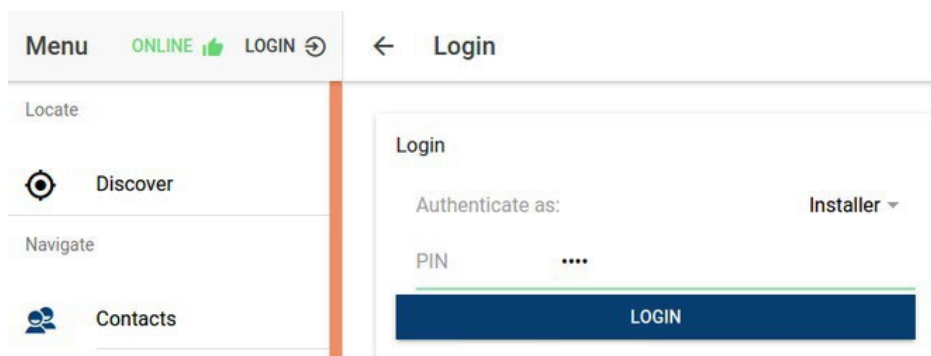 Menu ONLINE LOGIN
← Login
Locate
Discover
Navigate
Contacts
Login
Authenticate as: Installer
PIN ••••
LOGIN